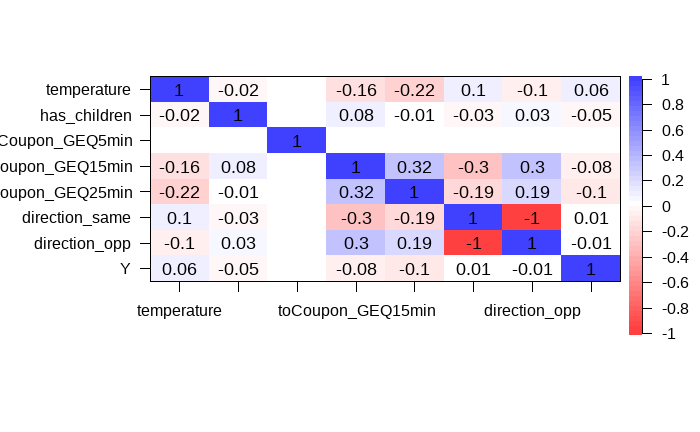 temperature 1 -0.02 -0.16 -0.22 0.1 -0.1 0.06
has_children -0.02 1 0.08 -0.01 -0.03 0.03 -0.05
Coupon_GEQ5min 1
oupon_GEQ15min -0.16 0.08 1 0.32 -0.3 0.3 -0.08
oupon_GEQ25min -0.22 -0.01 0.32 1 -0.19 0.19 -0.1
direction_same 0.1 -0.03 -0.3 -0.19 1 -1 0.01
direction_opp -0.1 0.03 0.3 0.19 -1 1 -0.01
Y 0.06 -0.05 -0.08 -0.1 0.01 -0.01 1
temperature toCoupon_GEQ15min direction_opp
1
0.8
0.6
0.4
0.2
0
-0.2
-0.4
-0.6
-0.8
-1